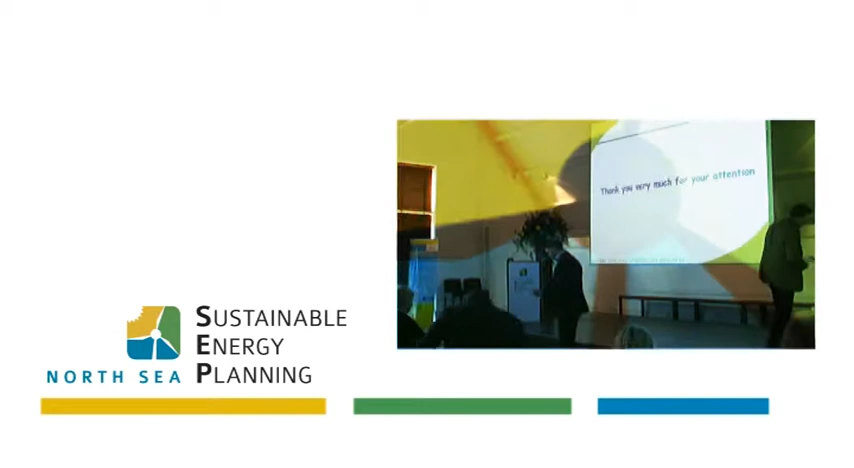 Thank you very much for your attention
SUSTAINABLE
ENERGY
NORTH SEA PLANNING